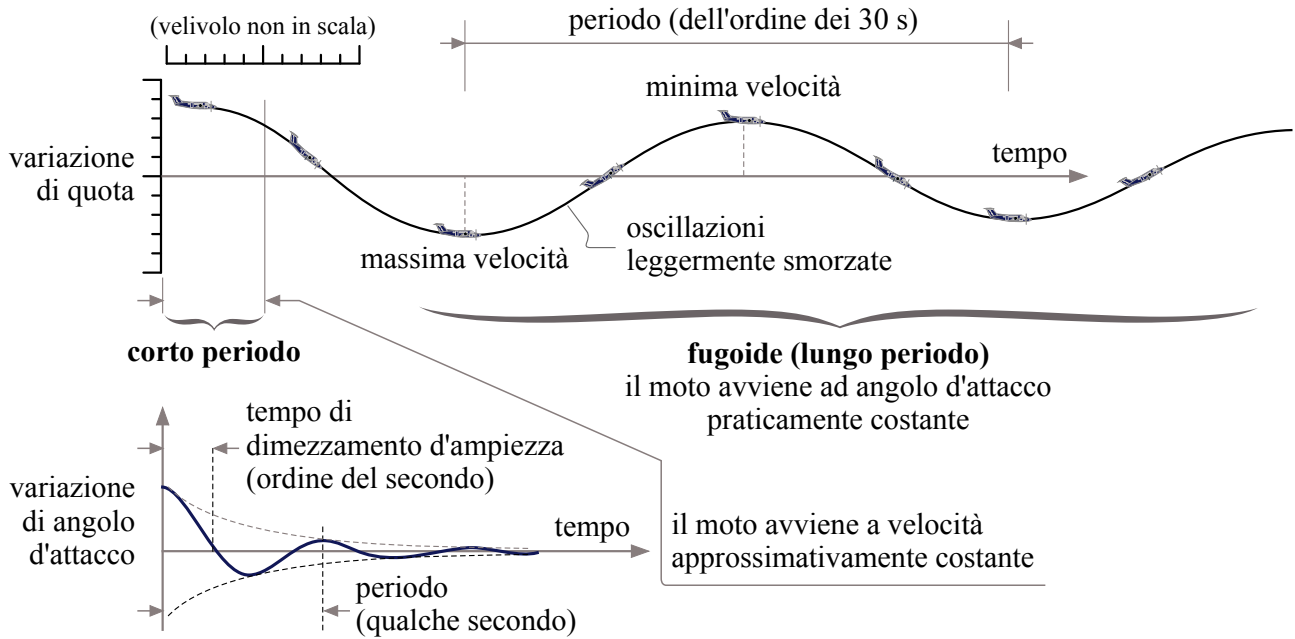 (velivolo non in scala)
periodo (dell'ordine dei 30 s)
minima velocità
variazione
di quota
tempo
massima velocità
oscillazioni
leggermente smorzate
corto periodo
fugoide (lungo periodo)
il moto avviene ad angolo d'attacco
praticamente costante
tempo di
dimezzamento d'ampiezza
(ordine del secondo)
variazione
di angolo
d'attacco
tempo
il moto avviene a velocità
approssimativamente costante
periodo
(qualche secondo)